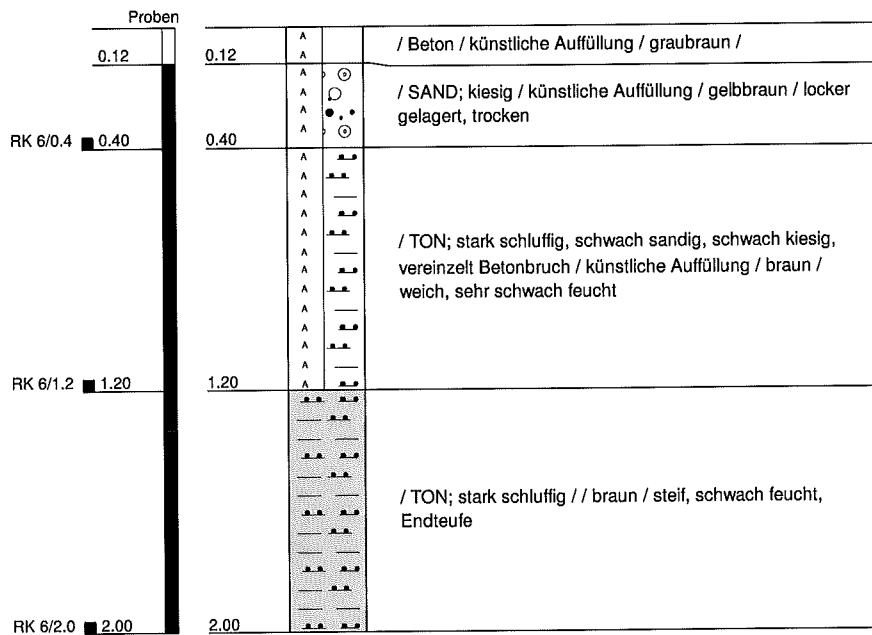 Proben
/ Beton / künstliche Auffüllung / graubraun /
0.12 0.12
/ SAND; kiesig / künstliche Auffüllung / gelbbraun / locker
gelagert, trocken
RK 6/0.4 0.40 0.40
/ TON; stark schluffig, schwach sandig, schwach kiesig,
vereinzelt Betonbruch / künstliche Auffüllung / braun /
weich, sehr schwach feucht
RK 6/1.2 1.20 1.20
/ TON; stark schluffig / / braun / steif, schwach feucht,
Endteufe
RK 6/2.0 2.00 2.00